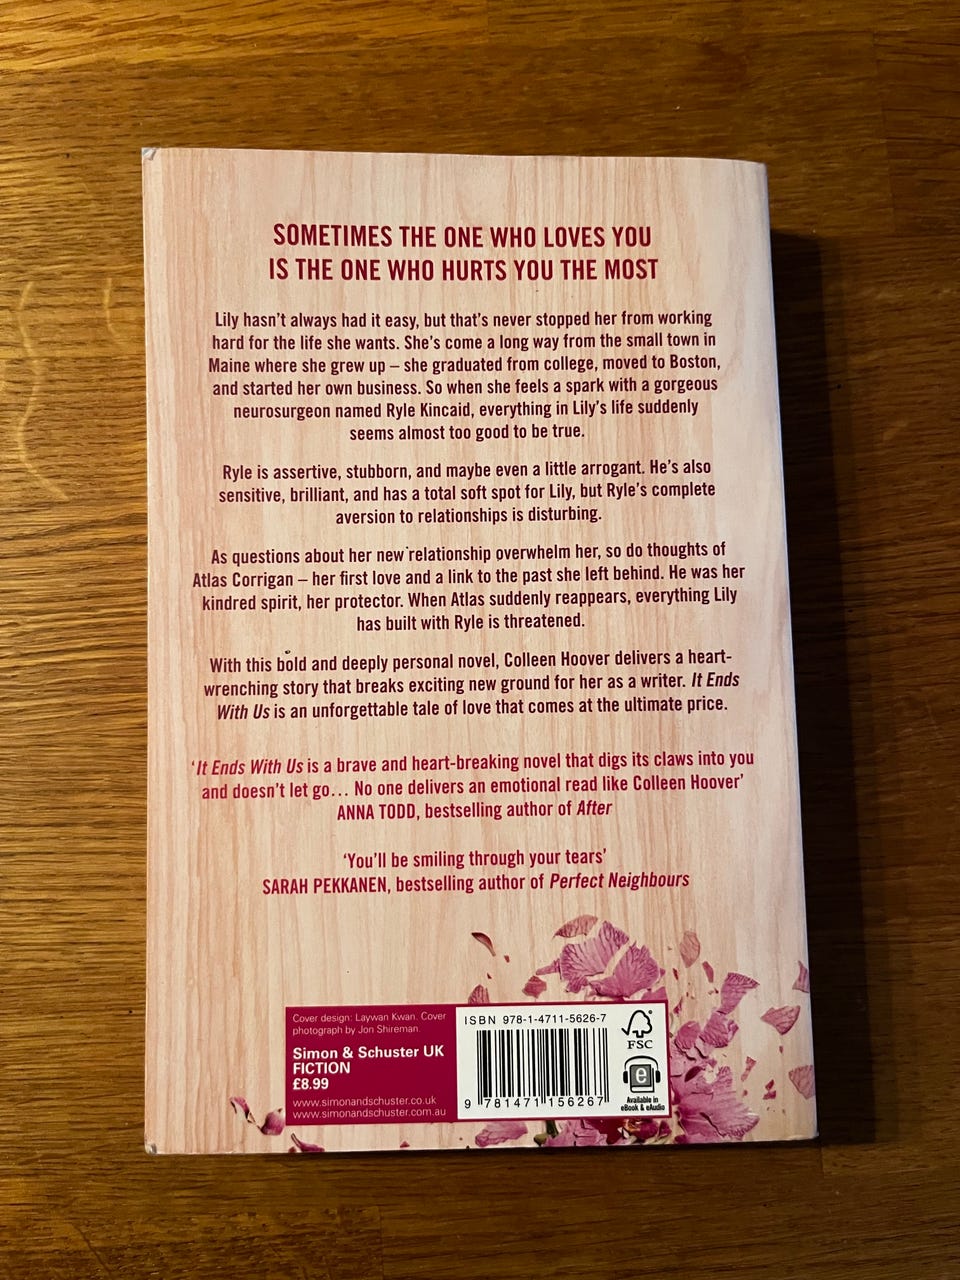 SOMETIMES THE ONE WHO LOVES YOU
IS THE ONE WHO HURTS YOU THE MOST
Lily hasn't always had it easy, but that's never stopped her from working
hard for the life she wants. She's come a long way from the small town in
Maine where she grew up – she graduated from college, moved to Boston,
and started her own business. So when she feels a spark with a gorgeous
neurosurgeon named Ryle Kincaid, everything in Lily's life suddenly
seems almost too good to be true.
Ryle is assertive, stubborn, and maybe even a little arrogant. He's also
sensitive, brilliant, and has a total soft spot for Lily, but Ryle's complete
aversion to relationships is disturbing.
As questions about her new relationship overwhelm her, so do thoughts of
Atlas Corrigan – her first love and a link to the past she left behind. He was her
kindred spirit, her protector. When Atlas suddenly reappears, everything Lily
has built with Ryle is threatened.
With this bold and deeply personal novel, Colleen Hoover delivers a heart-
wrenching story that breaks exciting new ground for her as a writer. It Ends
With Us is an unforgettable tale of love that comes at the ultimate price.
'It Ends With Us is a brave and heart-breaking novel that digs its claws into you
and doesn't let go… No one delivers an emotional read like Colleen Hoover'
ANNA TODD, bestselling author of After
'You'll be smiling through your tears'
SARAH PEKKANEN, bestselling author of Perfect Neighbours
Cover design: Laywan Kwan. Cover
photograph by Jon Shireman.
Simon & Schuster UK
FICTION
£8.99
www.simonandschuster.co.uk
www.simonandschuster.com.au
ISBN 978-1-4711-5626-7
9 781471 156267
FSC
e
Available in
eBook & eAudio